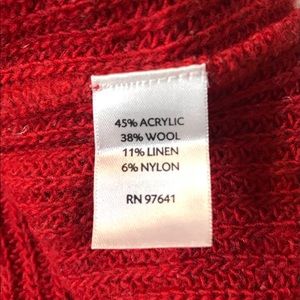 45% ACRYLIC
38% WOOL
11% LINEN
6% NYLON
RN 97641